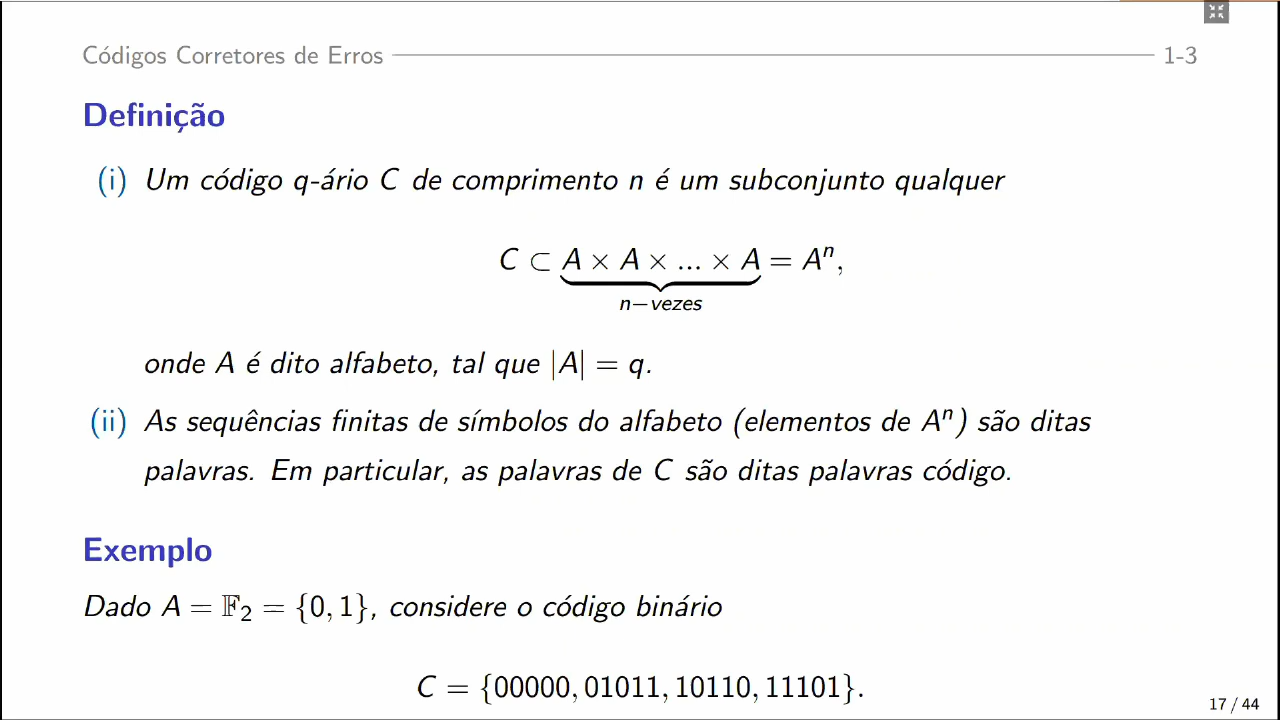 Códigos Corretores de Erros 1-3
Definição
(i) Um código q-ário C de comprimento n é um subconjunto qualquer
C ⊂ A × A × ... × A = Aⁿ,
n−vezes
onde A é dito alfabeto, tal que |A| = q.
(ii) As sequências finitas de símbolos do alfabeto (elementos de Aⁿ) são ditas
palavras. Em particular, as palavras de C são ditas palavras código.
Exemplo
Dado A = 𝔽₂ = {0, 1}, considere o código binário
C = {00000, 01011, 10110, 11101}.
17 / 44